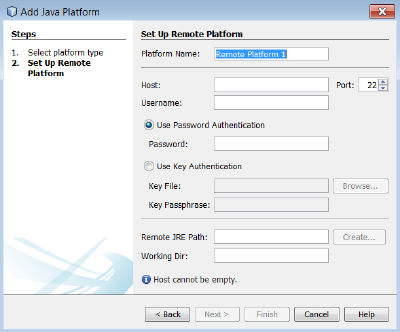 Add Java Platform
Steps
1. Select platform type
2. Set Up Remote
Platform
Set Up Remote Platform
Platform Name: Remote Platform 1
Host: Port: 22
Username:
Use Password Authentication
Password:
Use Key Authentication
Key File: Browse...
Key Passphrase:
Remote JRE Path: Create...
Working Dir:
Host cannot be empty.
< Back Next > Finish Cancel Help